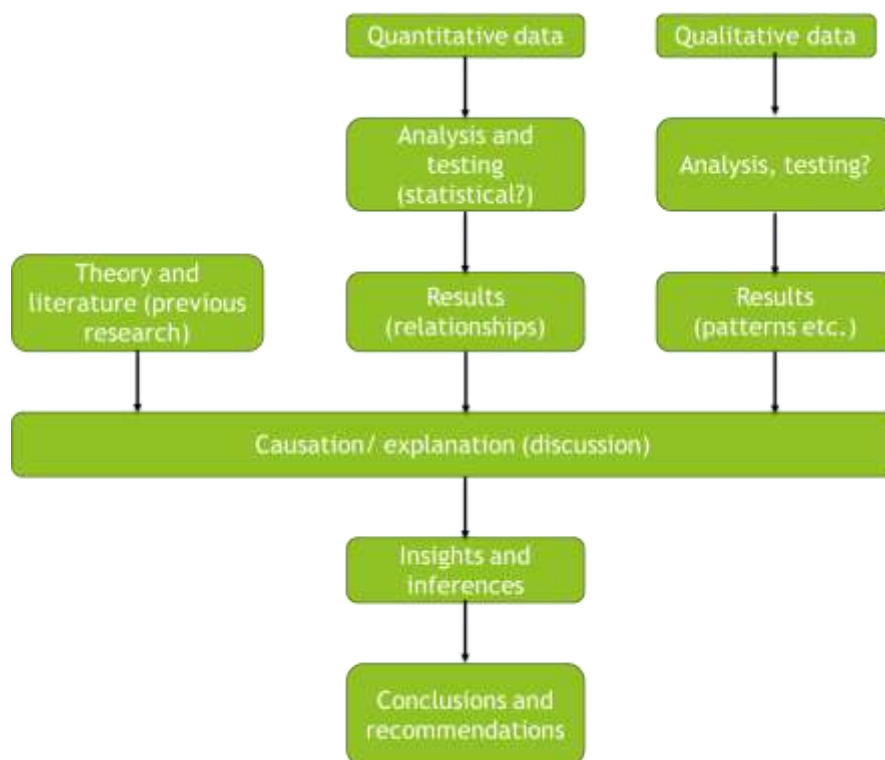 Quantitative data
Qualitative data
Analysis and
testing
(statistical?)
Analysis, testing?
Theory and
literature (previous
research)
Results
(relationships)
Results
(patterns etc.)
Causation/ explanation (discussion)
Insights and
inferences
Conclusions and
recommendations